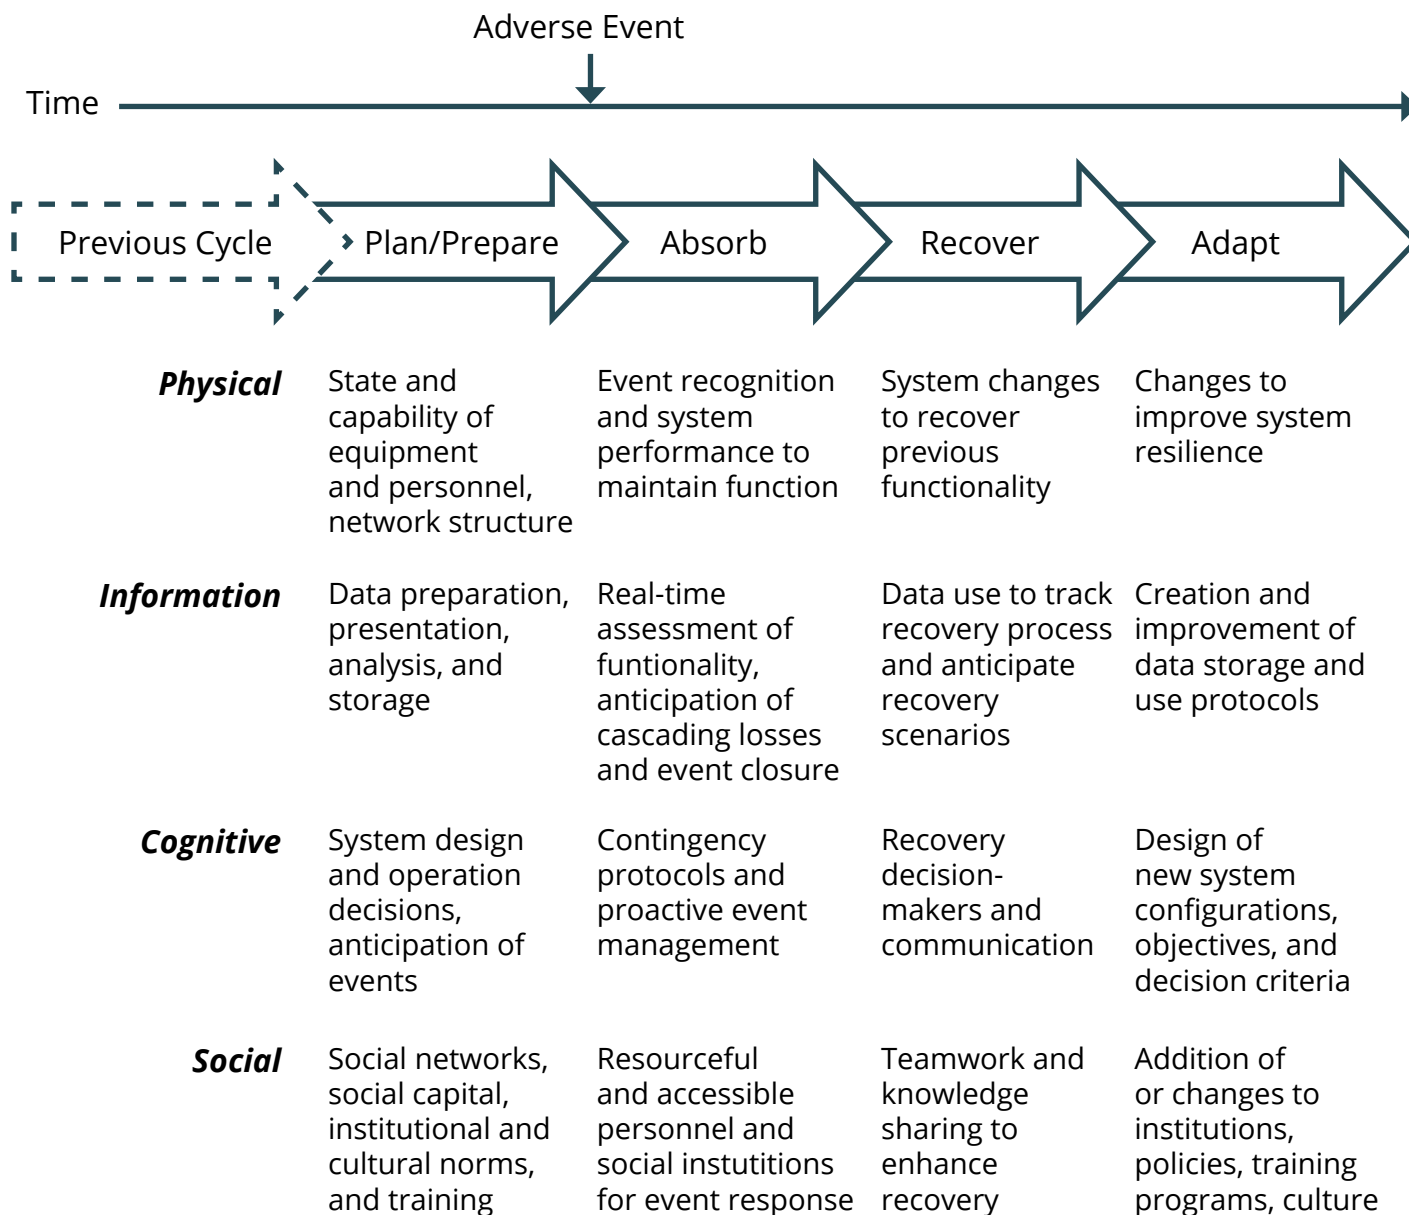 Adverse Event
Time
Previous Cycle
Plan/Prepare
Absorb
Recover
Adapt
Physical
State and
capability of
equipment
and personnel,
network structure
Event recognition
and system
performance to
maintain function
System changes
to recover
previous
functionality
Changes to
improve system
resilience
Information
Data preparation,
presentation,
analysis, and
storage
Real-time
assessment of
funtionality,
anticipation of
cascading losses
and event closure
Data use to track
recovery process
and anticipate
recovery
scenarios
Creation and
improvement of
data storage and
use protocols
Cognitive
System design
and operation
decisions,
anticipation of
events
Contingency
protocols and
proactive event
management
Recovery
decision-
makers and
communication
Design of
new system
configurations,
objectives, and
decision criteria
Social
Social networks,
social capital,
institutional and
cultural norms,
and training
Resourceful
and accessible
personnel and
social instutitions
for event response
Teamwork and
knowledge
sharing to
enhance
recovery
Addition of
or changes to
institutions,
policies, training
programs, culture